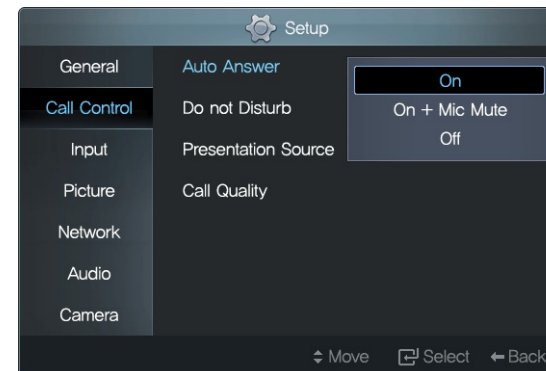 Setup
General
Call Control
Input
Picture
Network
Audio
Camera
Auto Answer
Do not Disturb
Presentation Source
Call Quality
On
On + Mic Mute
Off
Move Select Back